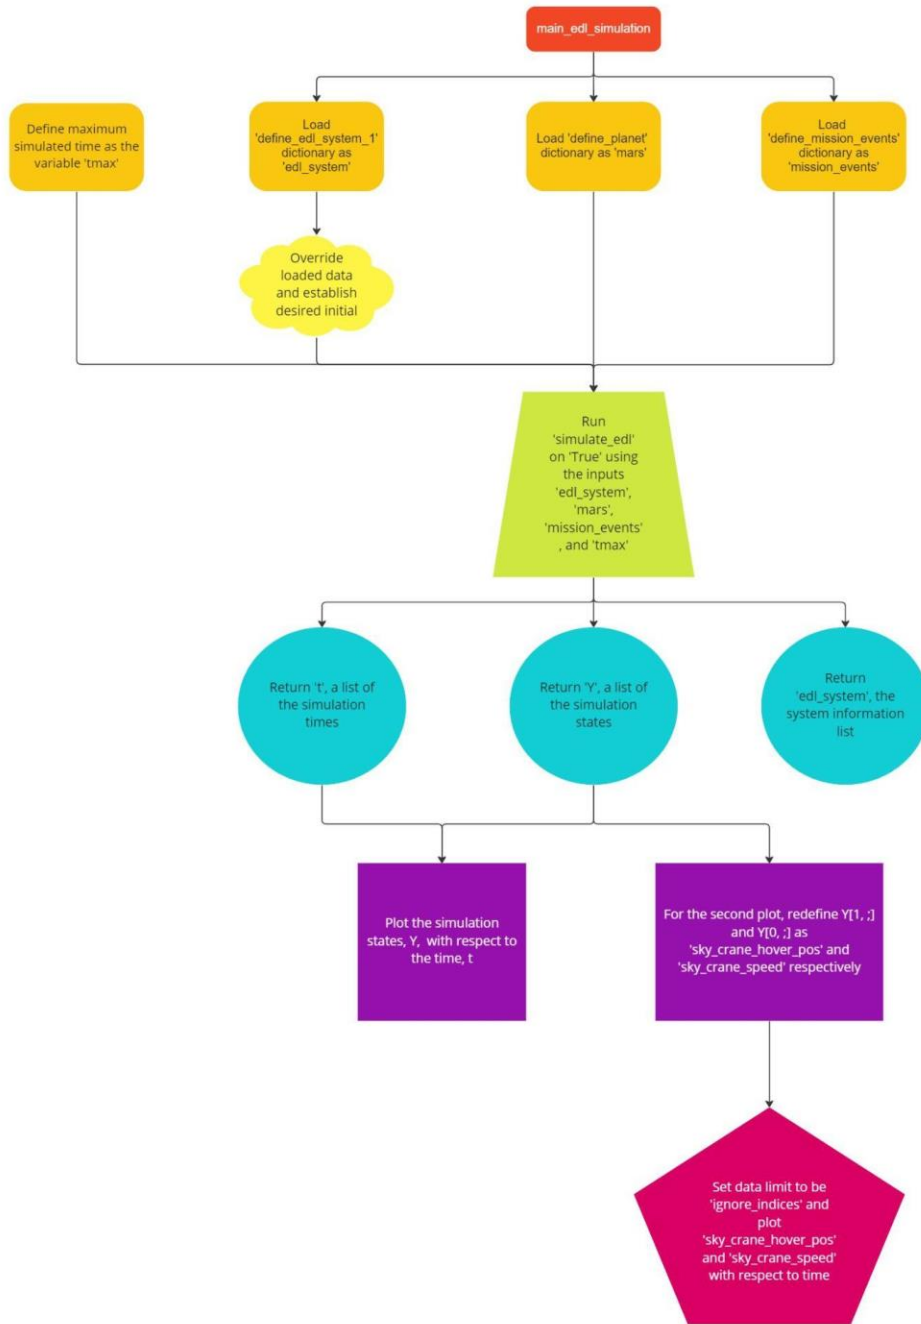 main_edl_simulation
Define maximum
simulated time as the
variable 'tmax'
Load
'define_edl_system_1'
dictionary as
'edl_system'
Load 'define_planet'
dictionary as 'mars'
Load
'define_mission_events'
dictionary as
'mission_events'
Override
loaded data
and establish
desired initial
Run
'simulate_edl'
on 'True' using
the inputs
'edl_system',
'mars',
'mission_events'
, and 'tmax'
Return 't', a list of
the simulation
times
Return 'Y', a list of
the simulation
states
Return
'edl_system', the
system information
list
Plot the simulation
states, Y,  with respect to
the time, t
For the second plot, redefine Y[1, ;]
and Y[0, ;] as
'sky_crane_hover_pos' and
'sky_crane_speed' respectively
Set data limit to be
'ignore_indices' and
plot
'sky_crane_hover_pos'
and 'sky_crane_speed'
with respect to time